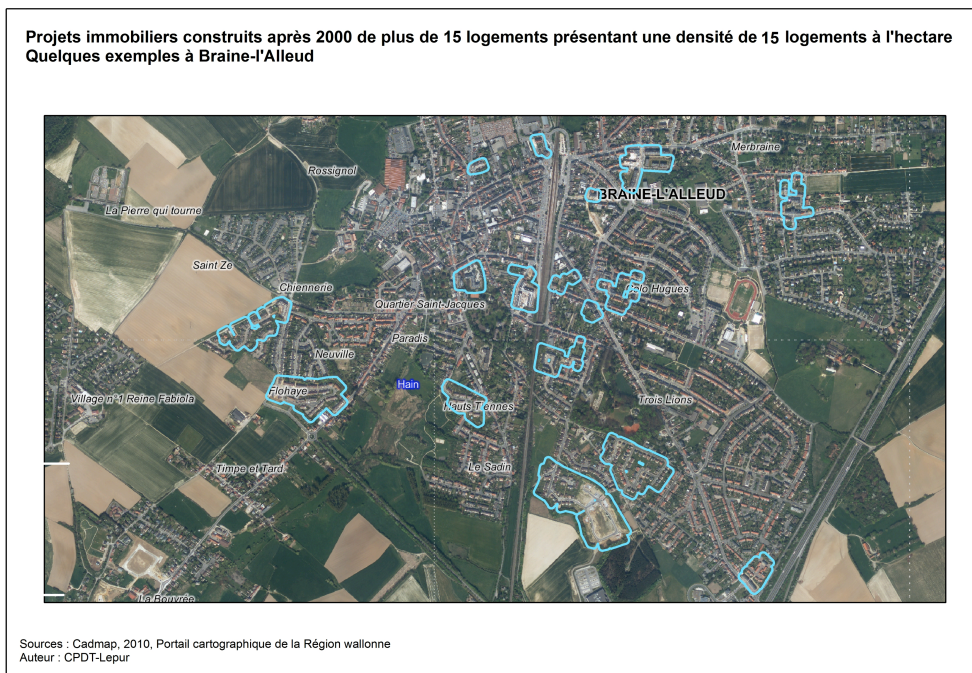 Projets immobiliers construits après 2000 de plus de 15 logements présentant une densité de 15 logements à l'hectare
Quelques exemples à Braine-l'Alleud
Merbraine
Rossignol
BRAINE-L'ALLEUD
La Pierre qui tourne
Saint Ze
Chiennerie
Colo Hugues
Quartier Saint-Jacques
Paradis
Neuville
Hain
Flohaye
Village n°1 Reine Fabiola
Hauts Tiennes
Trois Lions
Timpe et Tard
Le Sadin
La Bouvrée
Sources : Cadmap, 2010, Portail cartographique de la Région wallonne
Auteur : CPDT-Lepur